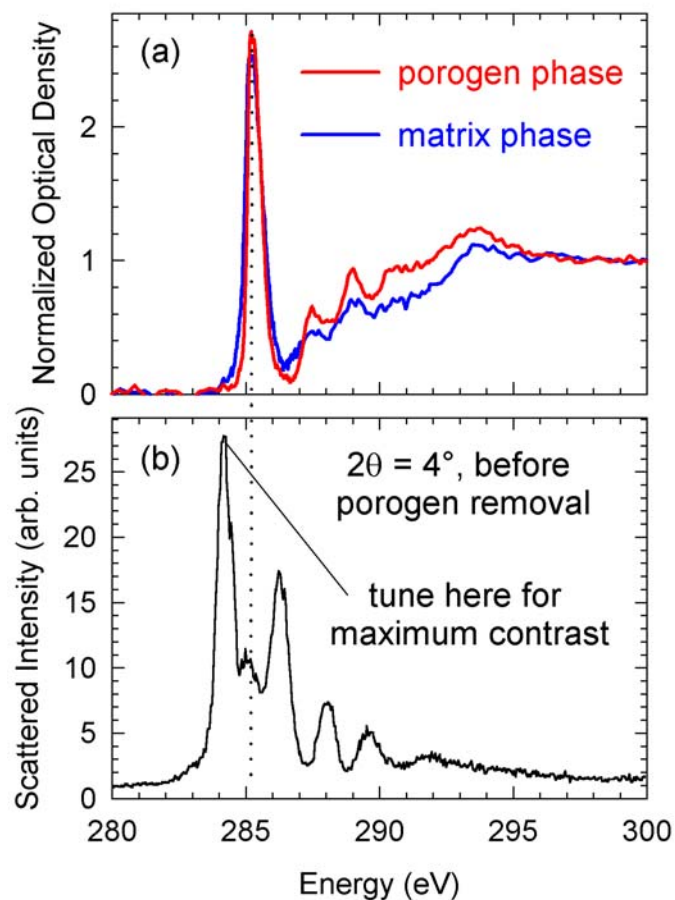 (a)
porogen phase
matrix phase
Normalized Optical Density
2
1
0
(b)
2θ = 4°, before
porogen removal
tune here for
maximum contrast
Scattered Intensity (arb. units)
25
20
15
10
5
0
280 285 290 295 300
Energy (eV)